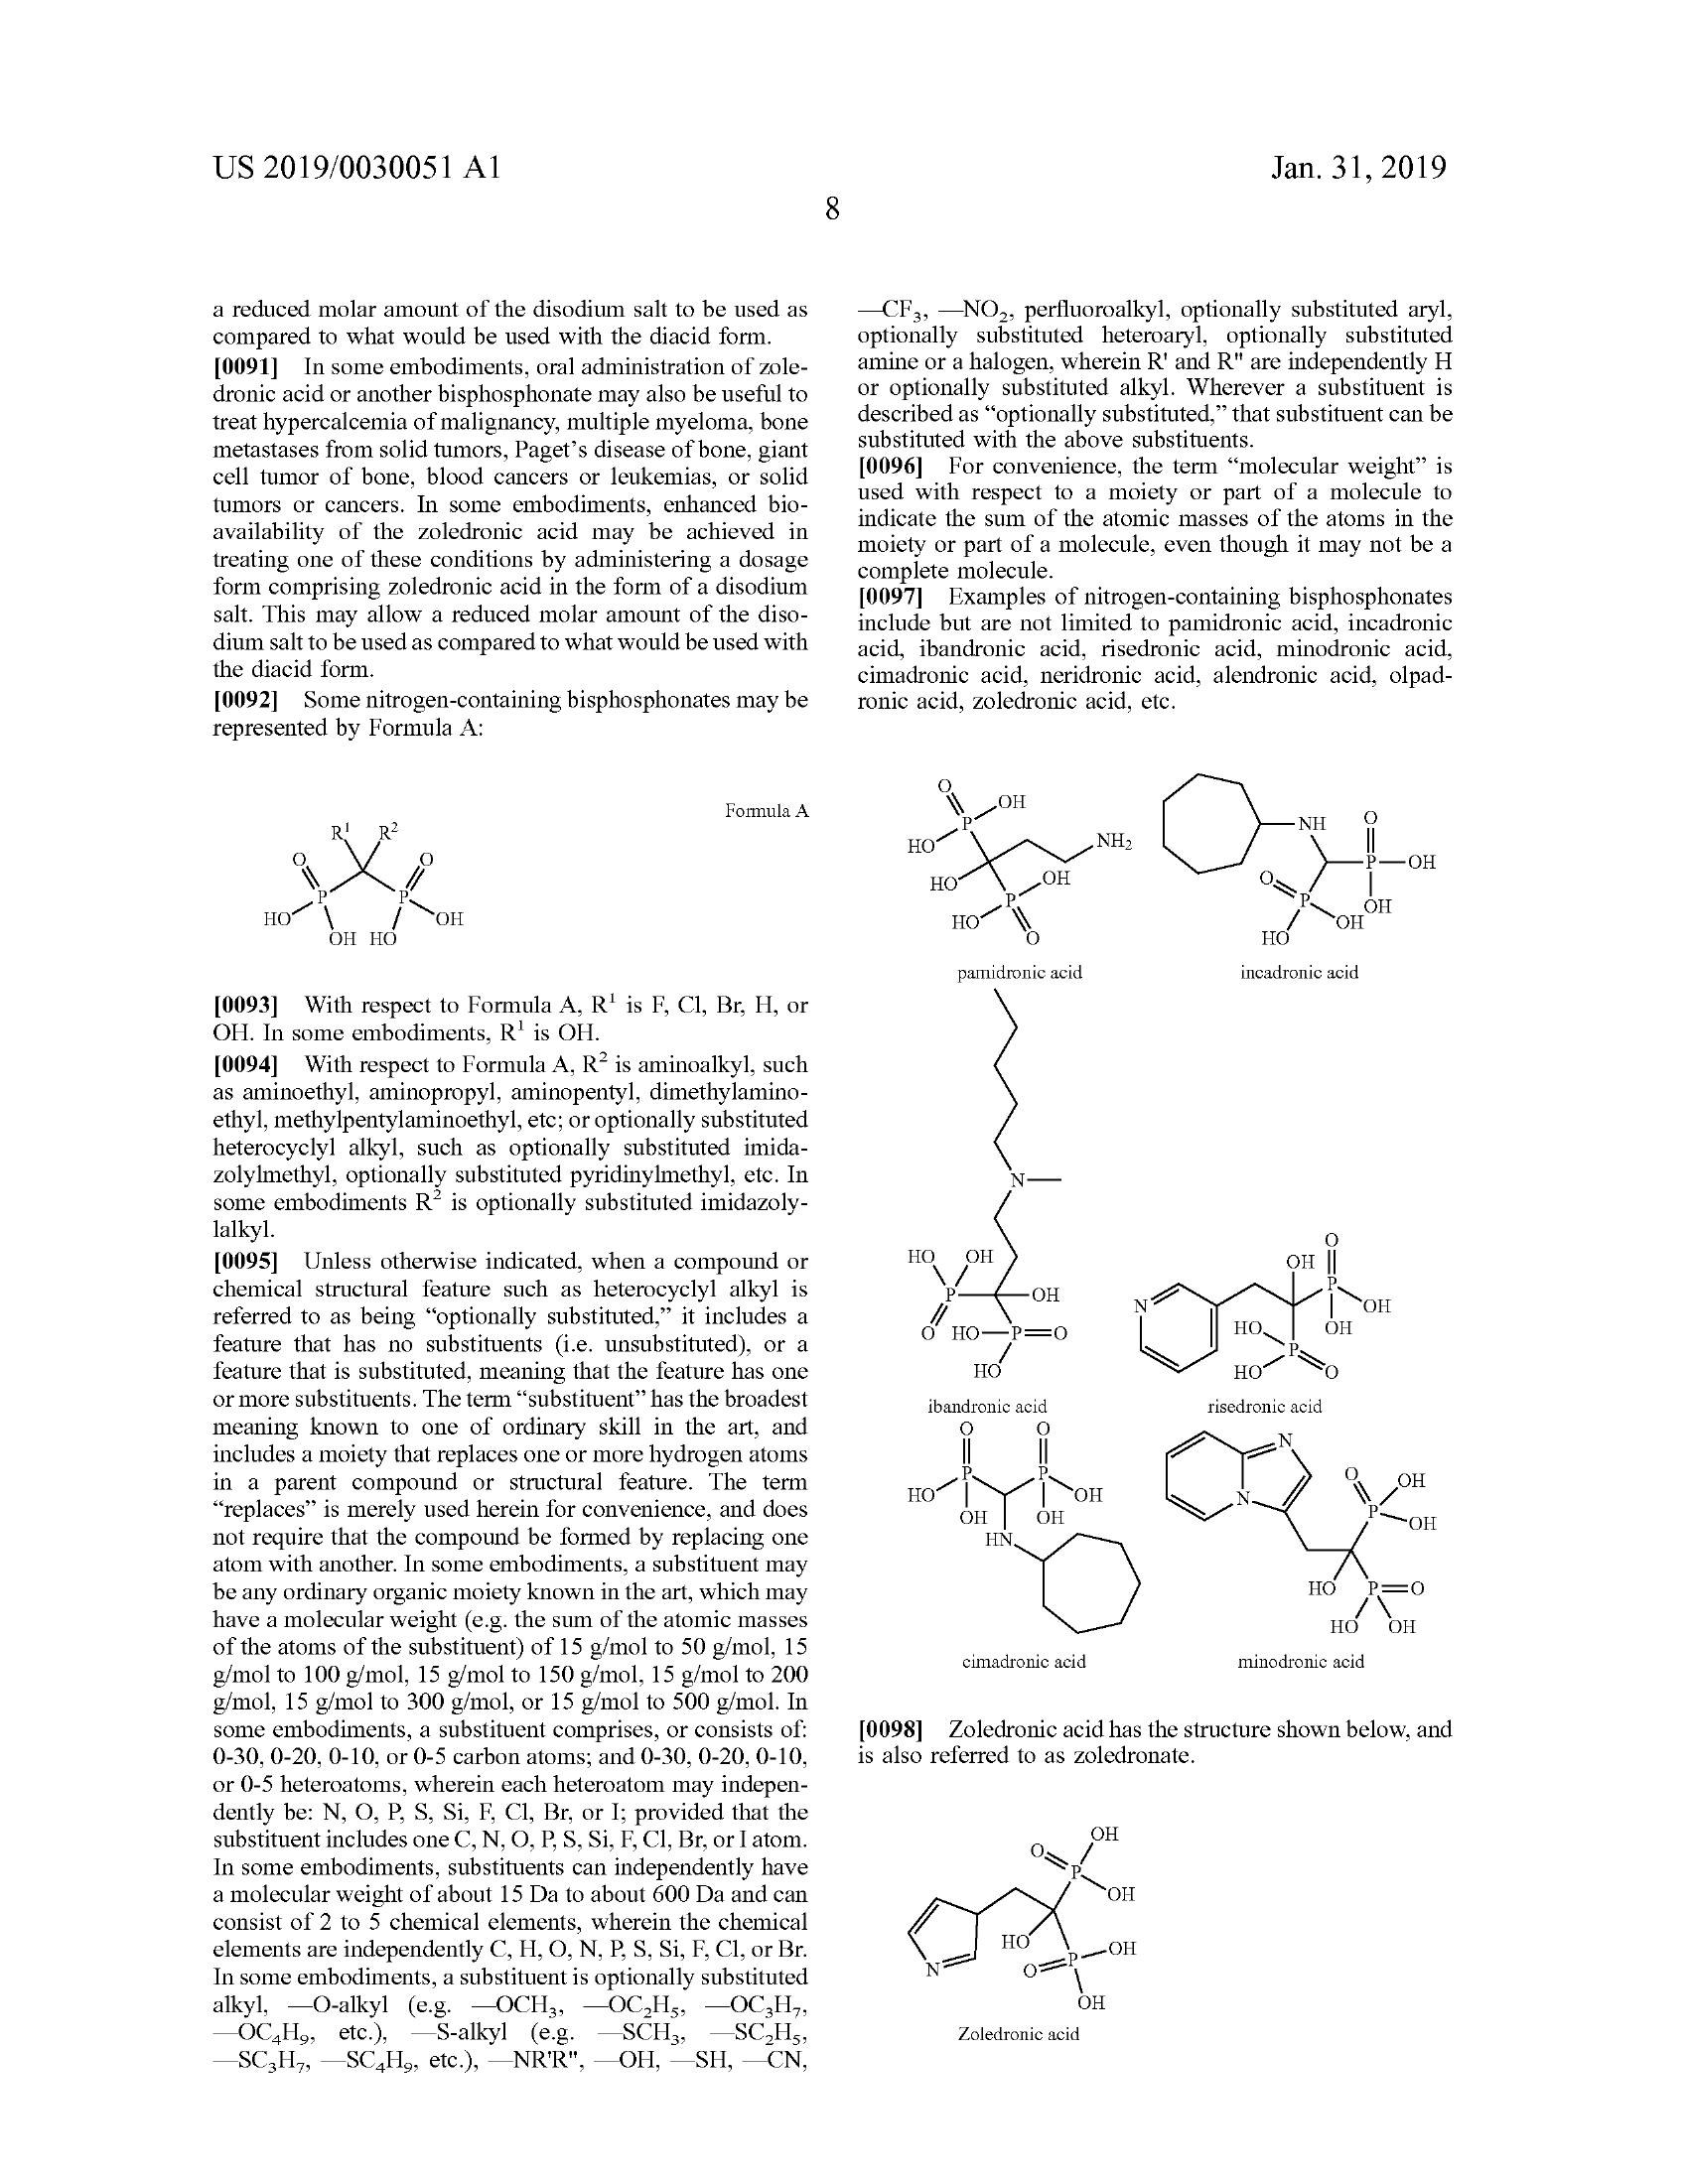 US 2019/0030051 A1
Jan. 31, 2019
8
a reduced molar amount of the disodium salt to be used as
compared to what would be used with the diacid form.
[0091] In some embodiments, oral administration of zole-
dronic acid or another bisphosphonate may also be useful to
treat hypercalcemia of malignancy, multiple myeloma, bone
metastases from solid tumors, Paget’s disease of bone, giant
cell tumor of bone, blood cancers or leukemias, or solid
tumors or cancers. In some embodiments, enhanced bio-
availability of the zoledronic acid may be achieved in
treating one of these conditions by administering a dosage
form comprising zoledronic acid in the form of a disodium
salt. This may allow a reduced molar amount of the diso-
dium salt to be used as compared to what would be used with
the diacid form.
[0092] Some nitrogen-containing bisphosphonates may be
represented by Formula A:
Formula A
R¹ R²
O O
P P
HO OH
OH HO
[0093] With respect to Formula A, R¹ is F, Cl, Br, H, or
OH. In some embodiments, R¹ is OH.
[0094] With respect to Formula A, R² is aminoalkyl, such
as aminoethyl, aminopropyl, aminopentyl, dimethylamino-
ethyl, methylpentylaminoethyl, etc; or optionally substituted
heterocyclyl alkyl, such as optionally substituted imida-
zolylmethyl, optionally substituted pyridinylmethyl, etc. In
some embodiments R² is optionally substituted imidazoly-
lalkyl.
[0095] Unless otherwise indicated, when a compound or
chemical structural feature such as heterocyclyl alkyl is
referred to as being “optionally substituted,” it includes a
feature that has no substituents (i.e. unsubstituted), or a
feature that is substituted, meaning that the feature has one
or more substituents. The term “substituent” has the broadest
meaning known to one of ordinary skill in the art, and
includes a moiety that replaces one or more hydrogen atoms
in a parent compound or structural feature. The term
“replaces” is merely used herein for convenience, and does
not require that the compound be formed by replacing one
atom with another. In some embodiments, a substituent may
be any ordinary organic moiety known in the art, which may
have a molecular weight (e.g. the sum of the atomic masses
of the atoms of the substituent) of 15 g/mol to 50 g/mol, 15
g/mol to 100 g/mol, 15 g/mol to 150 g/mol, 15 g/mol to 200
g/mol, 15 g/mol to 300 g/mol, or 15 g/mol to 500 g/mol. In
some embodiments, a substituent comprises, or consists of:
0-30, 0-20, 0-10, or 0-5 carbon atoms; and 0-30, 0-20, 0-10,
or 0-5 heteroatoms, wherein each heteroatom may indepen-
dently be: N, O, P, S, Si, F, Cl, Br, or I; provided that the
substituent includes one C, N, O, P, S, Si, F, Cl, Br, or I atom.
In some embodiments, substituents can independently have
a molecular weight of about 15 Da to about 600 Da and can
consist of 2 to 5 chemical elements, wherein the chemical
elements are independently C, H, O, N, P, S, Si, F, Cl, or Br.
In some embodiments, a substituent is optionally substituted
alkyl, —O-alkyl (e.g. —OCH₃, —OC₂H₅, —OC₃H₇,
—OC₄H₉, etc.), —S-alkyl (e.g. —SCH₃, —SC₂H₅,
—SC₃H₇, —SC₄H₉, etc.), —NR'R", —OH, —SH, —CN,
—CF₃, —NO₂, perfluoroalkyl, optionally substituted aryl,
optionally substituted heteroaryl, optionally substituted
amine or a halogen, wherein R' and R" are independently H
or optionally substituted alkyl. Wherever a substituent is
described as “optionally substituted,” that substituent can be
substituted with the above substituents.
[0096] For convenience, the term “molecular weight” is
used with respect to a moiety or part of a molecule to
indicate the sum of the atomic masses of the atoms in the
moiety or part of a molecule, even though it may not be a
complete molecule.
[0097] Examples of nitrogen-containing bisphosphonates
include but are not limited to pamidronic acid, incadronic
acid, ibandronic acid, risedronic acid, minodronic acid,
cimadronic acid, neridronic acid, alendronic acid, olpad-
ronic acid, zoledronic acid, etc.
O
OH
P
HO
NH₂
HO
OH
P
HO
O
pamidronic acid
NH
O
P
OH
O
P
OH
OH
HO
incadronic acid
N
HO OH
P
OH
O
HO P O
HO
ibandronic acid
O
OH
P
N
OH
HO
OH
P
HO
O
risedronic acid
O O
P P
HO OH
OH OH
HN
cimadronic acid
N
N
O
OH
P
OH
HO
P O
HO OH
minodronic acid
[0098] Zoledronic acid has the structure shown below, and
is also referred to as zoledronate.
OH
O
P
OH
HO
OH
P
O
N
OH
Zoledronic acid